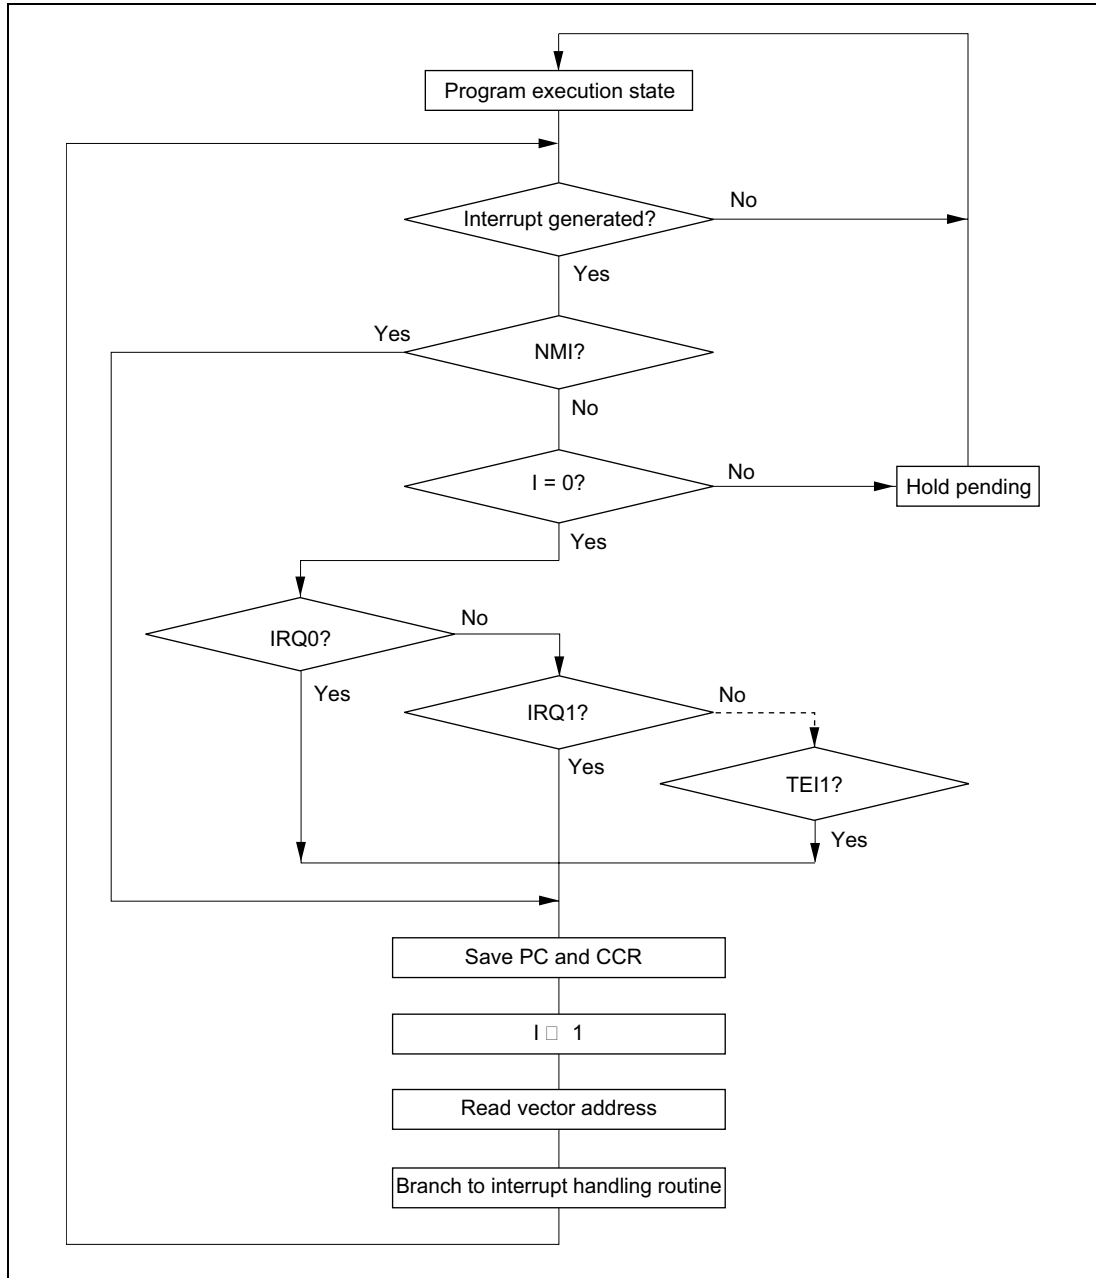 Program execution state
No
Interrupt generated?
Yes
Yes
NMI?
No
No
I = 0?
Hold pending
Yes
No
IRQ0?
Yes
No
IRQ1?
Yes
TEI1?
Yes
Save PC and CCR
I □ 1
Read vector address
Branch to interrupt handling routine